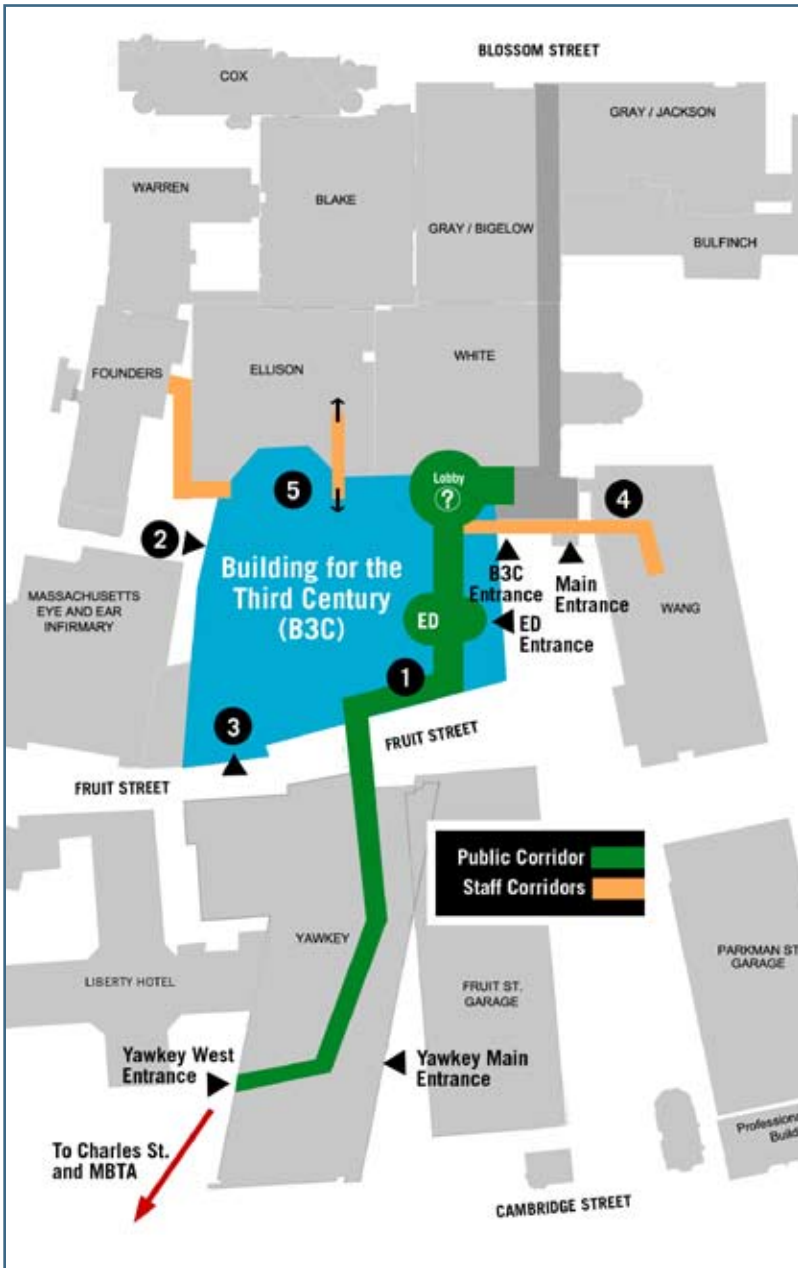 BLOSSOM STREET
COX
GRAY / JACKSON
WARREN
BLAKE
GRAY / BIGELOW
BULFINCH
WHITE
ELLISON
FOUNDERS
Lobby
?
5
4
2
Building for the
Third Century
(B3C)
B3C
Entrance
Main
Entrance
MASSACHUSETTS
EYE AND EAR
INFIRMARY
WANG
ED
ED
Entrance
1
3
FRUIT STREET
FRUIT STREET
Public Corridor
Staff Corridors
YAWKEY
PARKMAN ST.
GARAGE
LIBERTY HOTEL
FRUIT ST.
GARAGE
Yawkey West
Entrance
Yawkey Main
Entrance
To Charles St.
and MBTA
CAMBRIDGE STREET